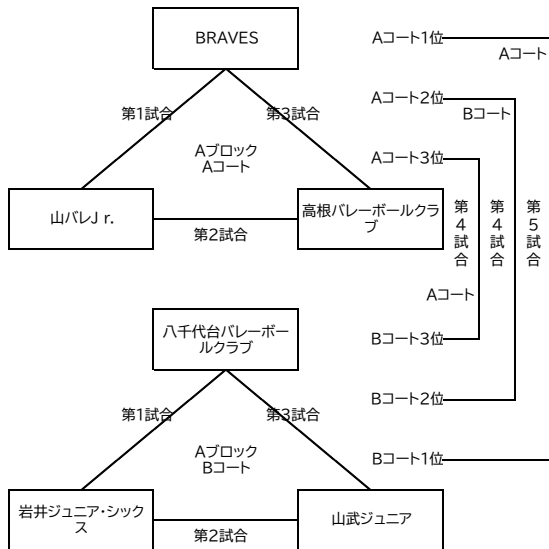 BRAVES
第1試合
第3試合
Aブロック
Aコート
山バレJ r.
第2試合
高根バレーボールクラ
ブ
八千代台バレーボー
ルクラブ
第1試合
第3試合
Aブロック
Bコート
岩井ジュニア・シック
ス
第2試合
山武ジュニア
Aコート1位
Aコート
Aコート2位
Bコート
Aコート3位
第4試合
第4試合
第5試合
Aコート
Bコート3位
Bコート2位
Bコート1位